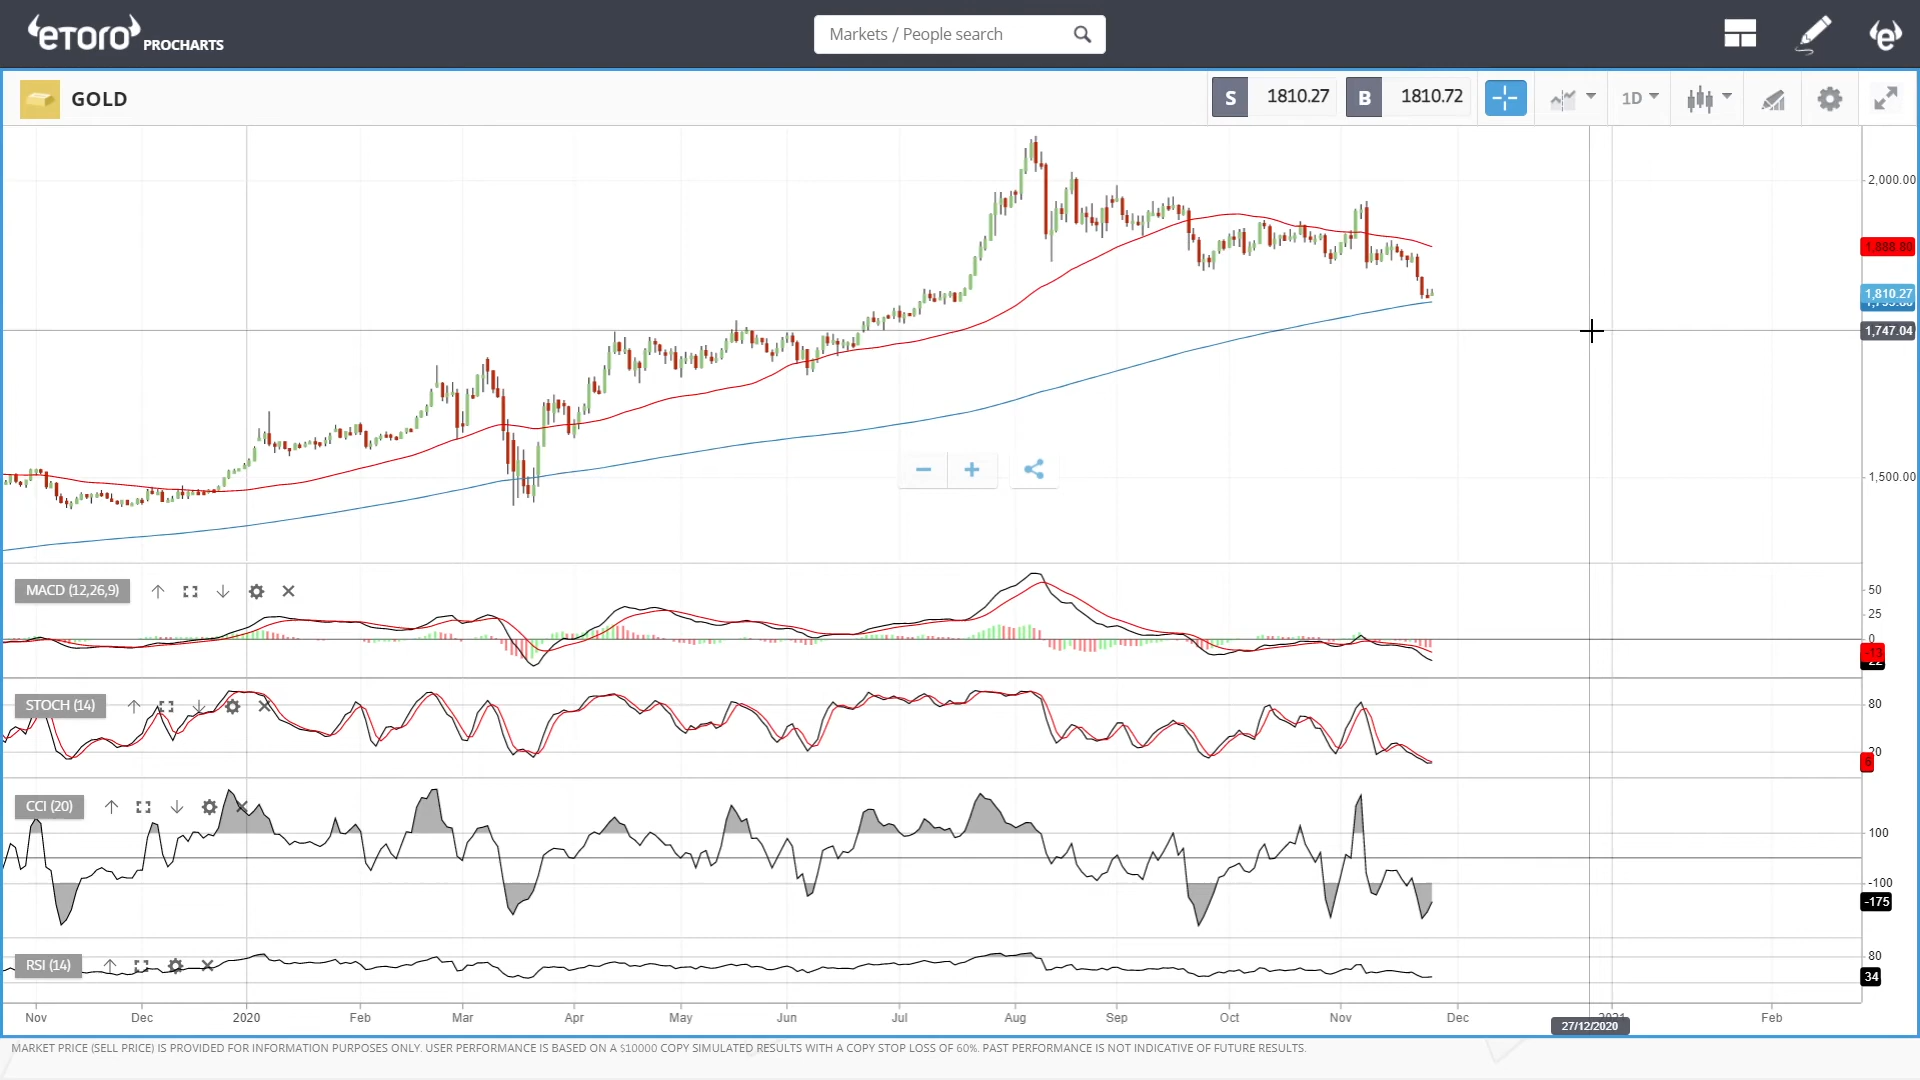 eToro PROCHARTS
Markets / People search
GOLD
S 1810.27 B 1810.72 1D
2,000.00
1,888.80
1,810.27
1,747.04
1,500.00
MACD (12,26,9)
50
25
0
-13
STOCH (14)
80
20
6
CCI (20)
100
-100
-175
RSI (14)
80
34
Nov Dec 2020 Feb Mar Apr May Jun Jul Aug Sep Oct Nov Dec 2021 Feb
27/12/2020
MARKET PRICE (SELL PRICE) IS PROVIDED FOR INFORMATION PURPOSES ONLY. USER PERFORMANCE IS BASED ON A $10000 COPY SIMULATED RESULTS WITH A COPY STOP LOSS OF 60%. PAST PERFORMANCE IS NOT INDICATIVE OF FUTURE RESULTS.